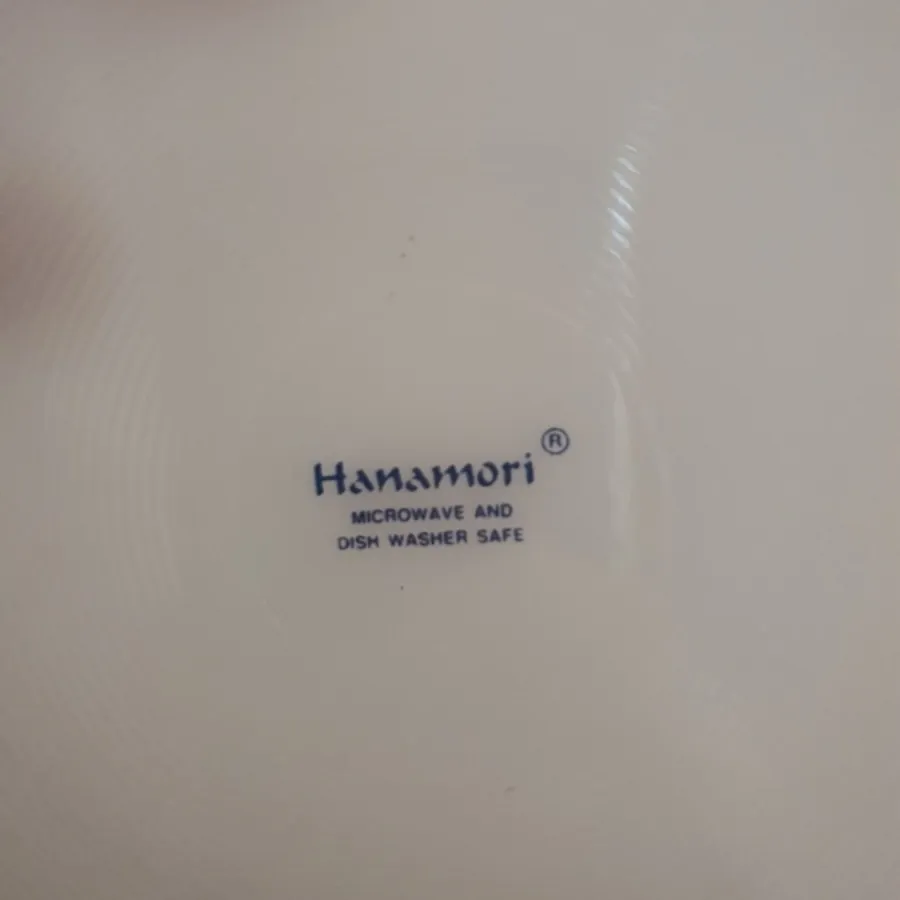 Hanamori ®
MICROWAVE AND
DISH WASHER SAFE